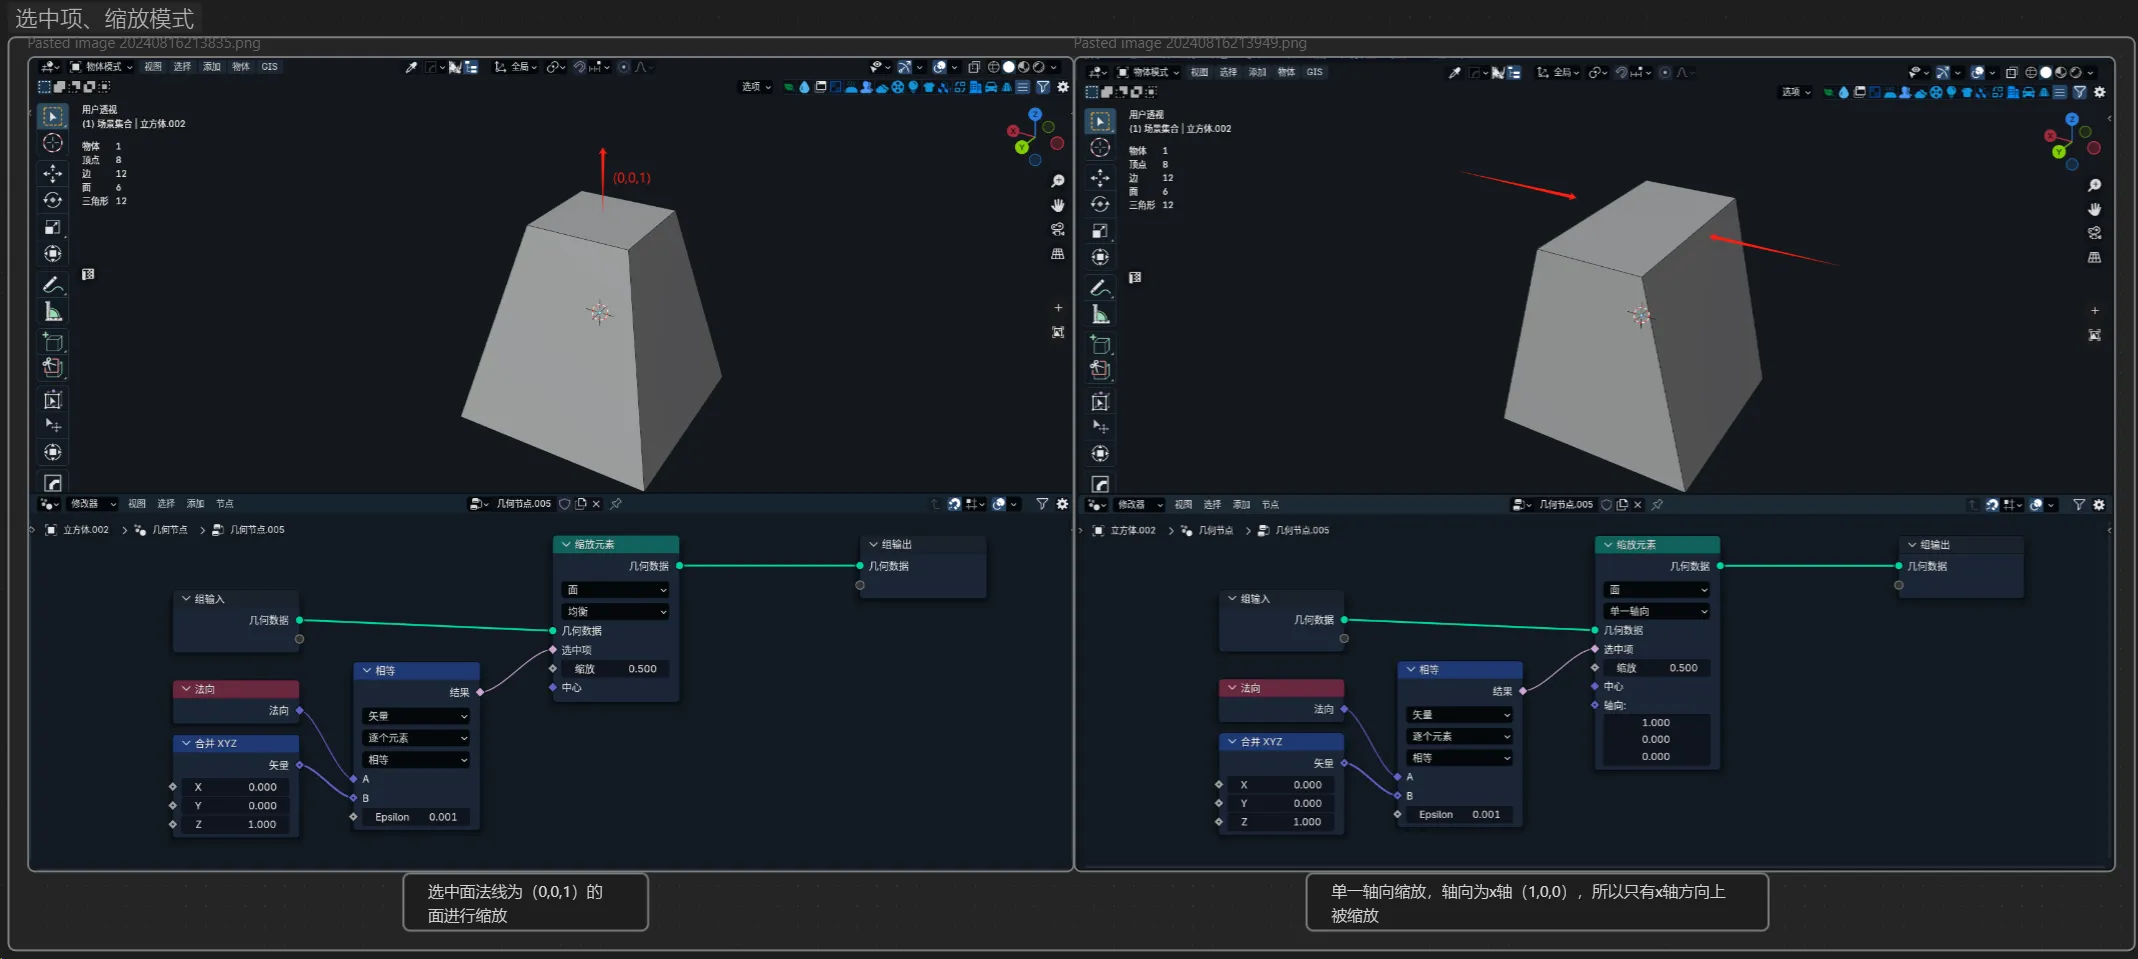 选中项、缩放模式
Pasted image 20240816213835.png
物体模式 视图 选择 添加 物体 GIS
全局
选项
用户透视
(1) 场景集合 | 立方体.002
物体 1
顶点 8
边 12
面 6
三角形 12
(0,0,1)
Z
X
Y
修改器 视图 选择 添加 节点
几何节点.005
立方体.002 > 几何节点 > 几何节点.005
缩放元素
几何数据
面
均衡
几何数据
选中项
缩放 0.500
中心
组输出
几何数据
组输入
几何数据
法向
法向
合并 XYZ
矢量
X 0.000
Y 0.000
Z 1.000
相等
结果
矢量
逐个元素
相等
A
B
Epsilon 0.001
选中面法线为（0,0,1）的
面进行缩放
Pasted image 20240816213949.png
物体模式 视图 选择 添加 物体 GIS
全局
选项
用户透视
(1) 场景集合 | 立方体.002
物体 1
顶点 8
边 12
面 6
三角形 12
Z
X
Y
修改器 视图 选择 添加 节点
几何节点.005
立方体.002 > 几何节点 > 几何节点.005
缩放元素
几何数据
面
单一轴向
几何数据
选中项
缩放 0.500
中心
轴向:
1.000
0.000
0.000
组输出
几何数据
组输入
几何数据
法向
法向
合并 XYZ
矢量
X 0.000
Y 0.000
Z 1.000
相等
结果
矢量
逐个元素
相等
A
B
Epsilon 0.001
单一轴向缩放，轴向为x轴（1,0,0），所以只有x轴方向上
被缩放